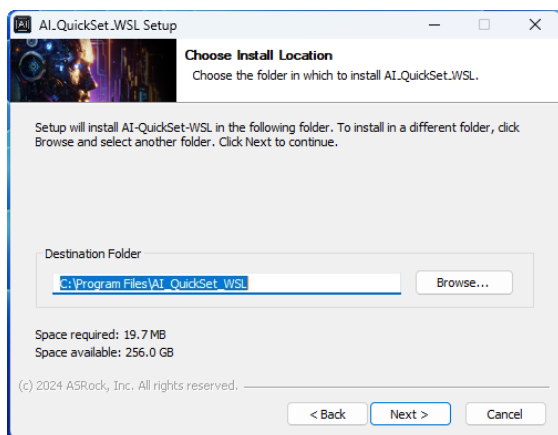 AI_QuickSet_WSL Setup
Choose Install Location
Choose the folder in which to install AI_QuickSet_WSL.
Setup will install AI-QuickSet-WSL in the following folder. To install in a different folder, click
Browse and select another folder. Click Next to continue.
Destination Folder
C:\Program Files\AI_QuickSet_WSL
Browse...
Space required: 19.7 MB
Space available: 256.0 GB
(c) 2024 ASRock, Inc. All rights reserved.
< Back
Next >
Cancel